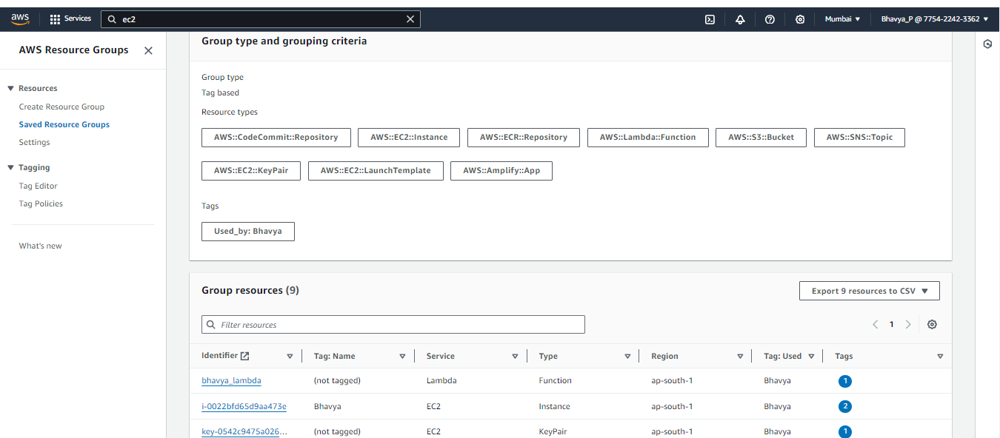 aws Services ec2 Mumbai ▼ Bhavya_P @ 7754-2242-3362 ▼
AWS Resource Groups
Group type and grouping criteria
Resources
Create Resource Group
Saved Resource Groups
Settings
Tagging
Tag Editor
Tag Policies
What's new
Group type
Tag based
Resource types
AWS::CodeCommit::Repository AWS::EC2::Instance AWS::ECR::Repository AWS::Lambda::Function AWS::S3::Bucket AWS::SNS::Topic
AWS::EC2::KeyPair AWS::EC2::LaunchTemplate AWS::Amplify::App
Tags
Used_by: Bhavya
Group resources (9) Export 9 resources to CSV ▼
Filter resources 1
Identifier Tag: Name Service Type Region Tag: Used Tags
bhavya_lambda (not tagged) Lambda Function ap-south-1 Bhavya 1
i-0022bfd65d9aa473e Bhavya EC2 Instance ap-south-1 Bhavya 2
key-0542c9475a026... (not tagged) EC2 KeyPair ap-south-1 Bhavya 1